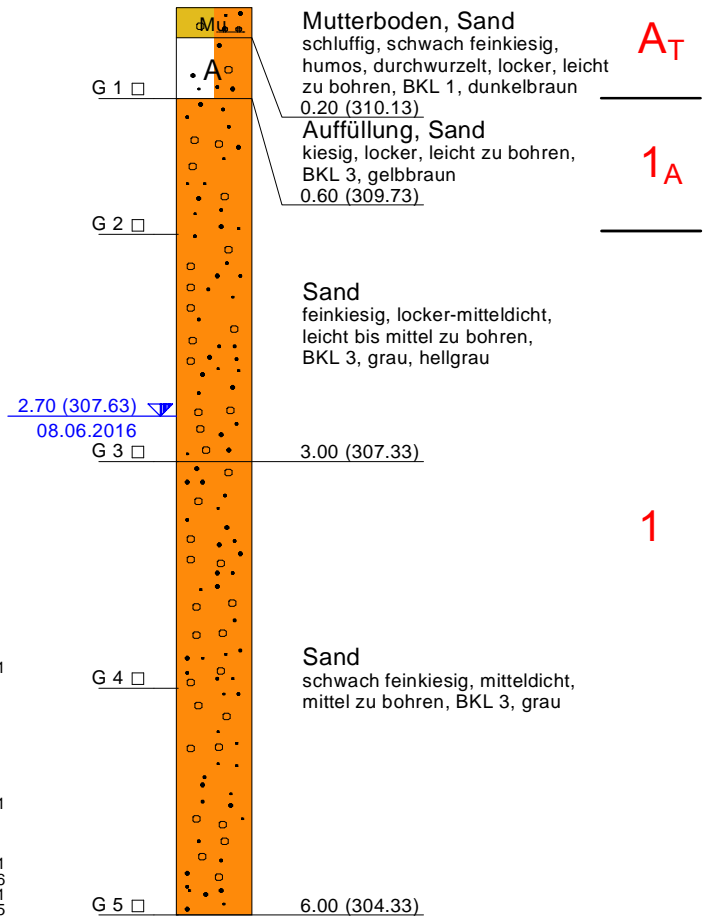 Mu
Mutterboden, Sand
schluffig, schwach feinkiesig,
humos, durchwurzelt, locker, leicht
zu bohren, BKL 1, dunkelbraun
0.20 (310.13)
A_T
A
G 1
Auffüllung, Sand
kiesig, locker, leicht zu bohren,
BKL 3, gelbbraun
0.60 (309.73)
1_A
G 2
Sand
feinkiesig, locker-mitteldicht,
leicht bis mittel zu bohren,
BKL 3, grau, hellgrau
2.70 (307.63)
08.06.2016
G 3
3.00 (307.33)
1
Sand
schwach feinkiesig, mitteldicht,
mittel zu bohren, BKL 3, grau
G 4
G 5
6.00 (304.33)